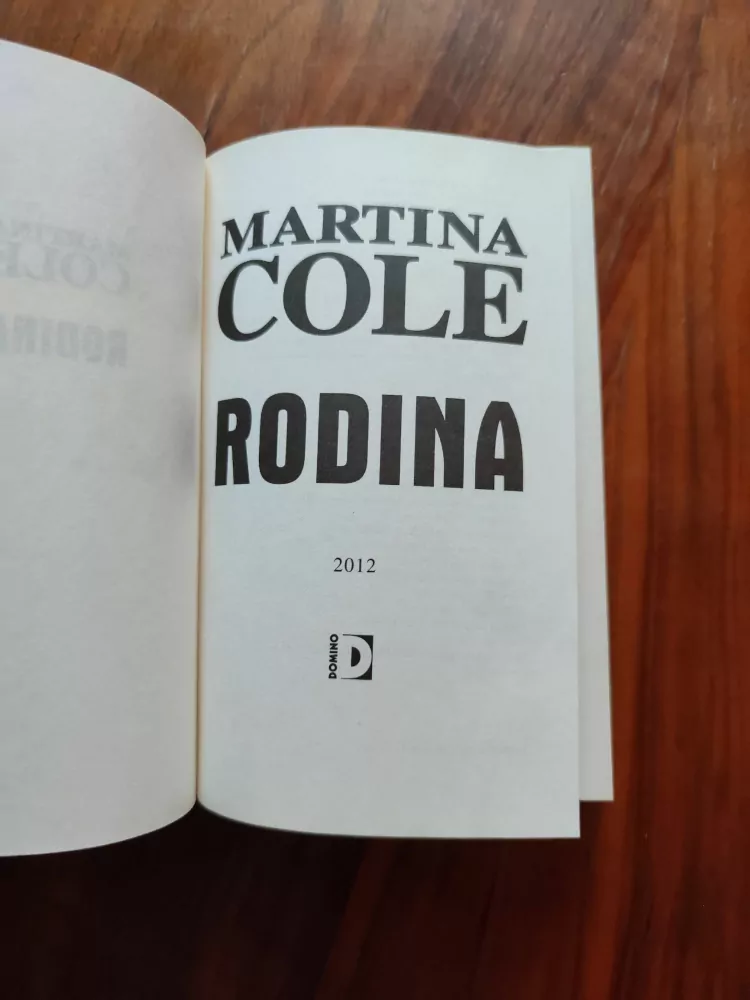 MARTINA
COLE
RODINA
2012
DOMINO
D